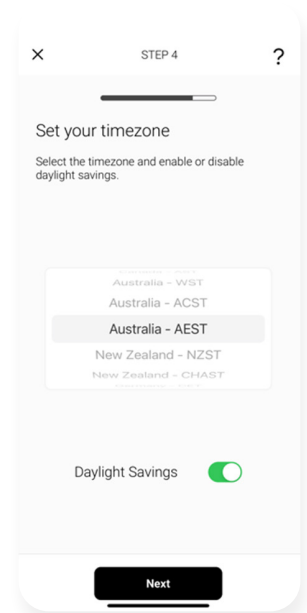 STEP 4
?
Set your timezone
Select the timezone and enable or disable
daylight savings.
Australia - WST
Australia - ACST
Australia - AEST
New Zealand - NZST
New Zealand - CHAST
Daylight Savings
Next